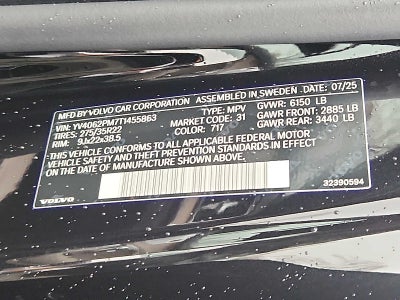 MFD BY VOLVO CAR CORPORATION ASSEMBLED IN SWEDEN DATE: 07/25
VIN: YV4062PM7T1455863 TYPE: MPV GVWR: 6150 LB
TIRES: 275/35R22 MARKET CODE: 31 GAWR FRONT: 2885 LB
RIM: 9Jx22x38.5 COLOR: 717 GAWR REAR: 3440 LB
THIS VEHICLE CONFORMS TO ALL APPLICABLE FEDERAL MOTOR
VEHICLE SAFETY AND THEFT PREVENTION STANDARDS IN EFFECT
ON THE DATE OF MANUFACTURE SHOWN ABOVE.
VOLVO 32390594